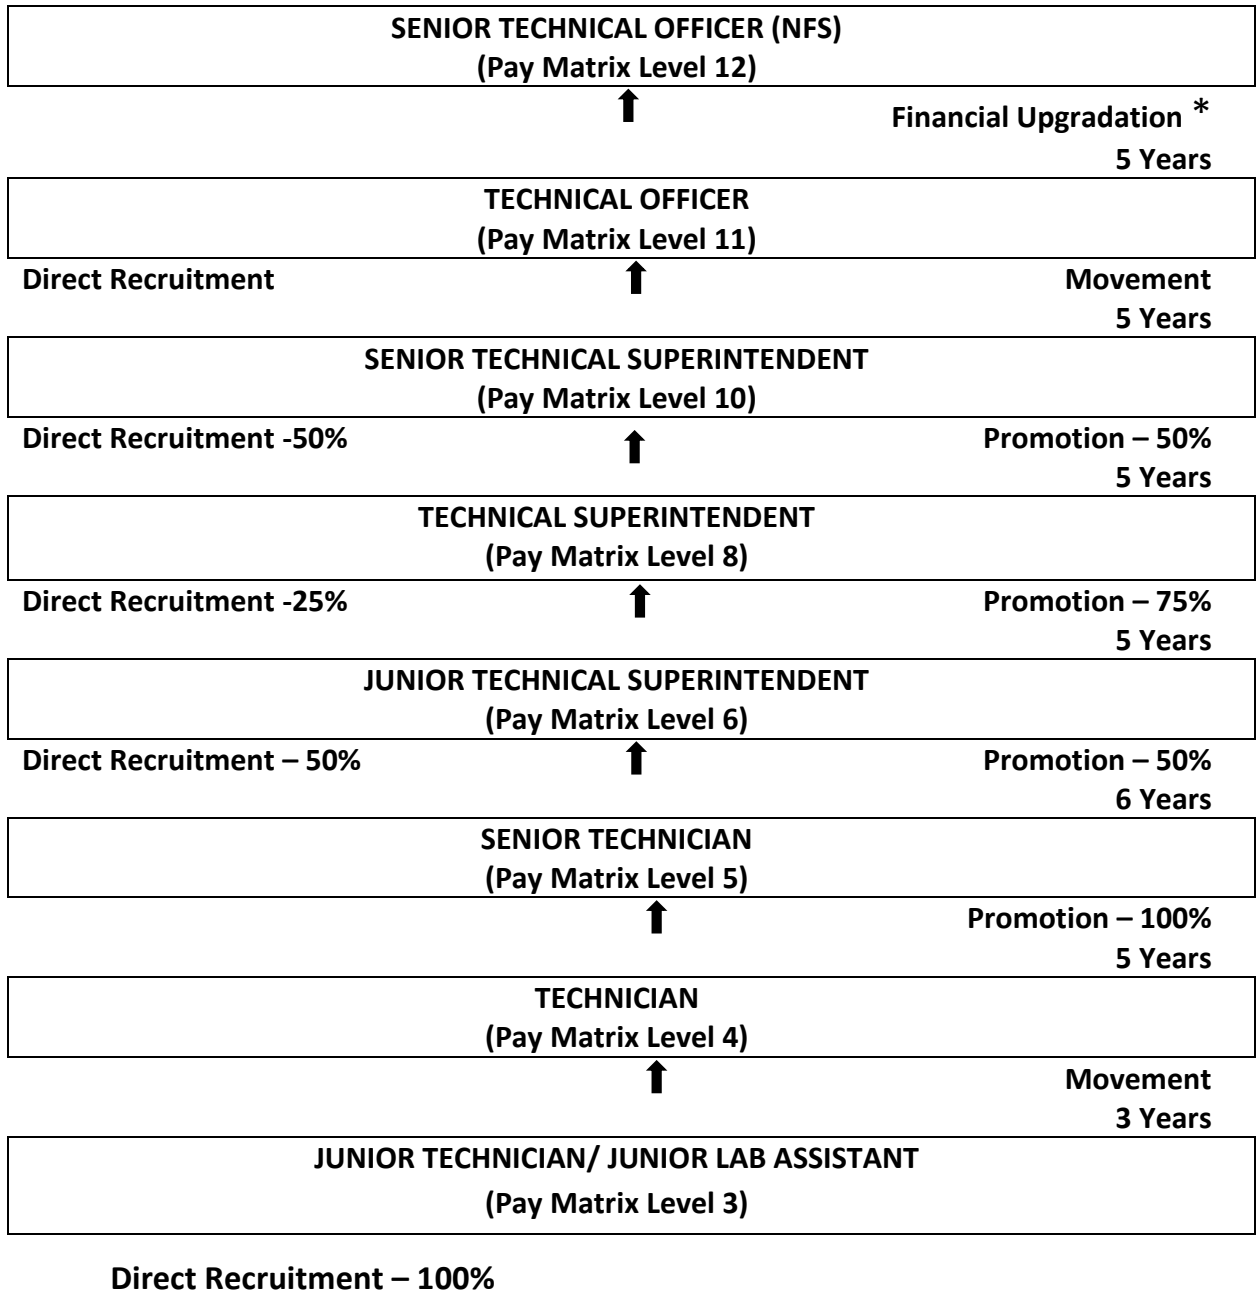 SENIOR TECHNICAL OFFICER (NFS)
(Pay Matrix Level 12)
Financial Upgradation *
5 Years
TECHNICAL OFFICER
(Pay Matrix Level 11)
Direct Recruitment Movement
5 Years
SENIOR TECHNICAL SUPERINTENDENT
(Pay Matrix Level 10)
Direct Recruitment -50% Promotion – 50%
5 Years
TECHNICAL SUPERINTENDENT
(Pay Matrix Level 8)
Direct Recruitment -25% Promotion – 75%
5 Years
JUNIOR TECHNICAL SUPERINTENDENT
(Pay Matrix Level 6)
Direct Recruitment – 50% Promotion – 50%
6 Years
SENIOR TECHNICIAN
(Pay Matrix Level 5)
Promotion – 100%
5 Years
TECHNICIAN
(Pay Matrix Level 4)
Movement
3 Years
JUNIOR TECHNICIAN/ JUNIOR LAB ASSISTANT
(Pay Matrix Level 3)
Direct Recruitment – 100%